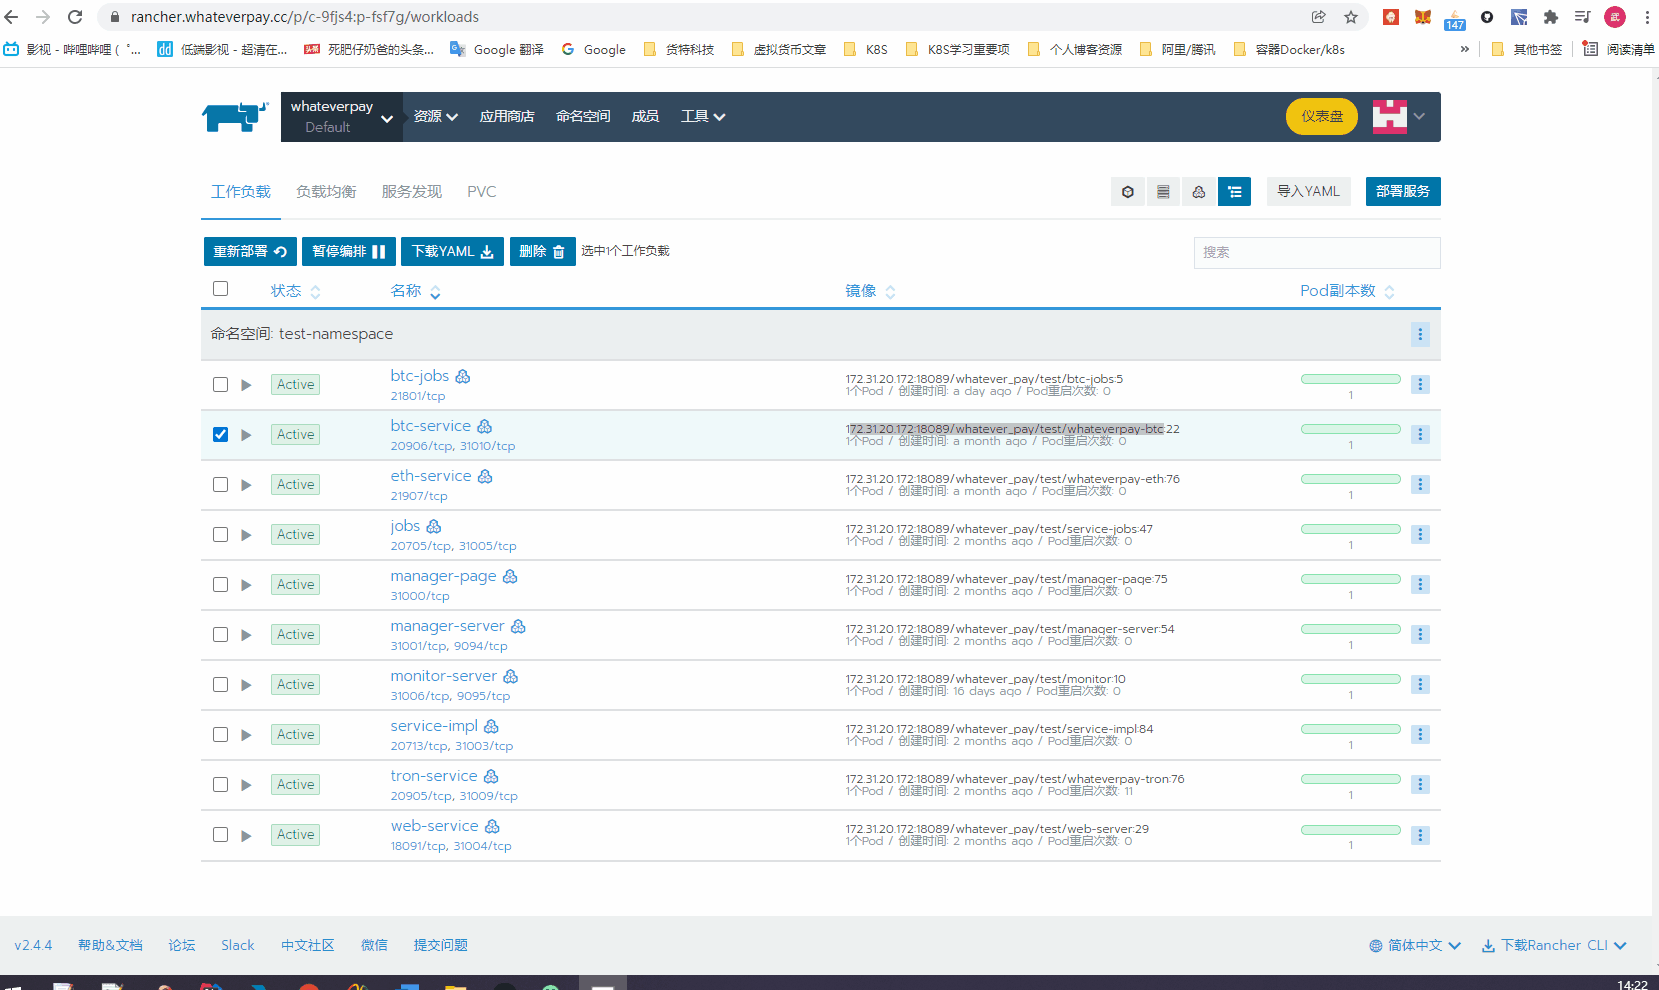 rancher.whateverpay.cc/p/c-9fjs4:p-fsf7g/workloads
147
武
影视 - 哔哩哔哩 ( ゜...
dd 低端影视 - 超清在...
头条 死肥仔奶爸的头条...
Google 翻译
Google
货特科技
虚拟货币文章
K8S
K8S学习重要项
个人博客资源
阿里/腾讯
容器Docker/k8s
»
其他书签
阅读清单
whateverpay
Default
资源
应用商店
命名空间
成员
工具
仪表盘
工作负载
负载均衡
服务发现
PVC
导入YAML
部署服务
重新部署
暂停编排
下载YAML
删除
选中1个工作负载
搜索
状态
名称
镜像
Pod副本数
命名空间: test-namespace
Active
btc-jobs
21801/tcp
172.31.20.172:18089/whatever_pay/test/btc-jobs:5
1个Pod / 创建时间: a day ago / Pod重启次数: 0
1
Active
btc-service
20906/tcp, 31010/tcp
172.31.20.172:18089/whatever_pay/test/whateverpay-btc:22
1个Pod / 创建时间: a month ago / Pod重启次数: 0
1
Active
eth-service
21907/tcp
172.31.20.172:18089/whatever_pay/test/whateverpay-eth:76
1个Pod / 创建时间: a month ago / Pod重启次数: 0
1
Active
jobs
20705/tcp, 31005/tcp
172.31.20.172:18089/whatever_pay/test/service-jobs:47
1个Pod / 创建时间: 2 months ago / Pod重启次数: 0
1
Active
manager-page
31000/tcp
172.31.20.172:18089/whatever_pay/test/manager-page:75
1个Pod / 创建时间: 2 months ago / Pod重启次数: 0
1
Active
manager-server
31001/tcp, 9094/tcp
172.31.20.172:18089/whatever_pay/test/manager-server:54
1个Pod / 创建时间: 2 months ago / Pod重启次数: 0
1
Active
monitor-server
31006/tcp, 9095/tcp
172.31.20.172:18089/whatever_pay/test/monitor:10
1个Pod / 创建时间: 16 days ago / Pod重启次数: 0
1
Active
service-impl
20713/tcp, 31003/tcp
172.31.20.172:18089/whatever_pay/test/service-impl:84
1个Pod / 创建时间: 2 months ago / Pod重启次数: 0
1
Active
tron-service
20905/tcp, 31009/tcp
172.31.20.172:18089/whatever_pay/test/whateverpay-tron:76
1个Pod / 创建时间: 2 months ago / Pod重启次数: 11
1
Active
web-service
18091/tcp, 31004/tcp
172.31.20.172:18089/whatever_pay/test/web-server:29
1个Pod / 创建时间: 2 months ago / Pod重启次数: 0
1
v2.4.4
帮助&文档
论坛
Slack
中文社区
微信
提交问题
简体中文
下载Rancher CLI
14:22